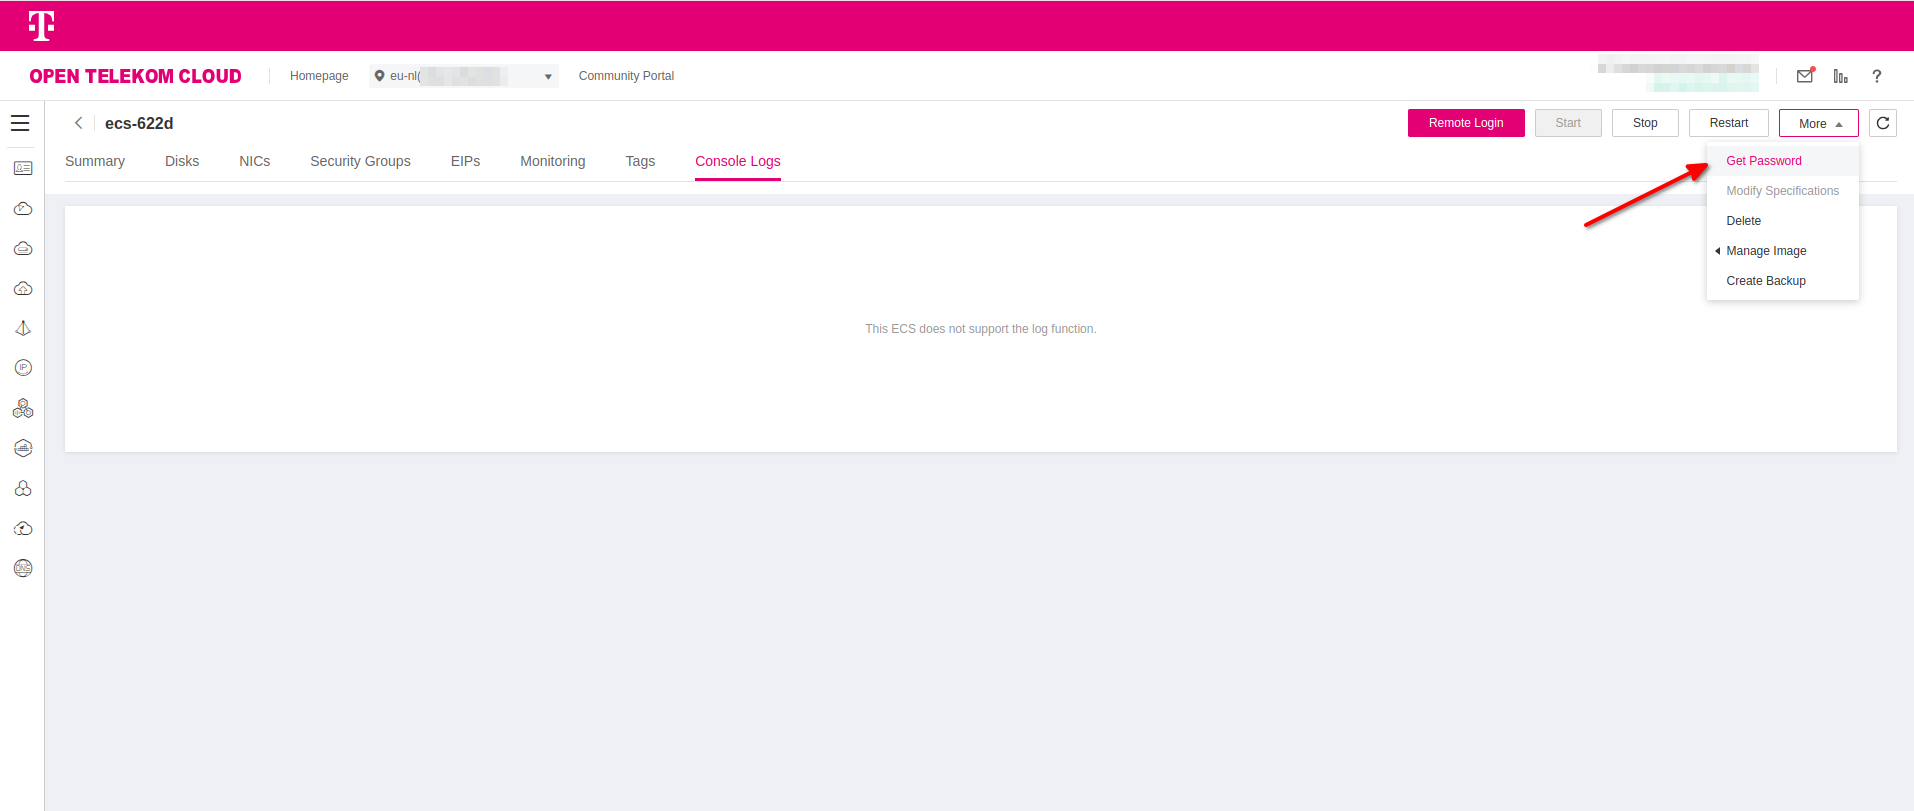 T
OPEN TELEKOM CLOUD
Homepage
eu-nl(
Community Portal
ecs-622d
Remote Login
Start
Stop
Restart
More
Summary
Disks
NICs
Security Groups
EIPs
Monitoring
Tags
Console Logs
Get Password
Modify Specifications
Delete
Manage Image
Create Backup
This ECS does not support the log function.
IP
DNS